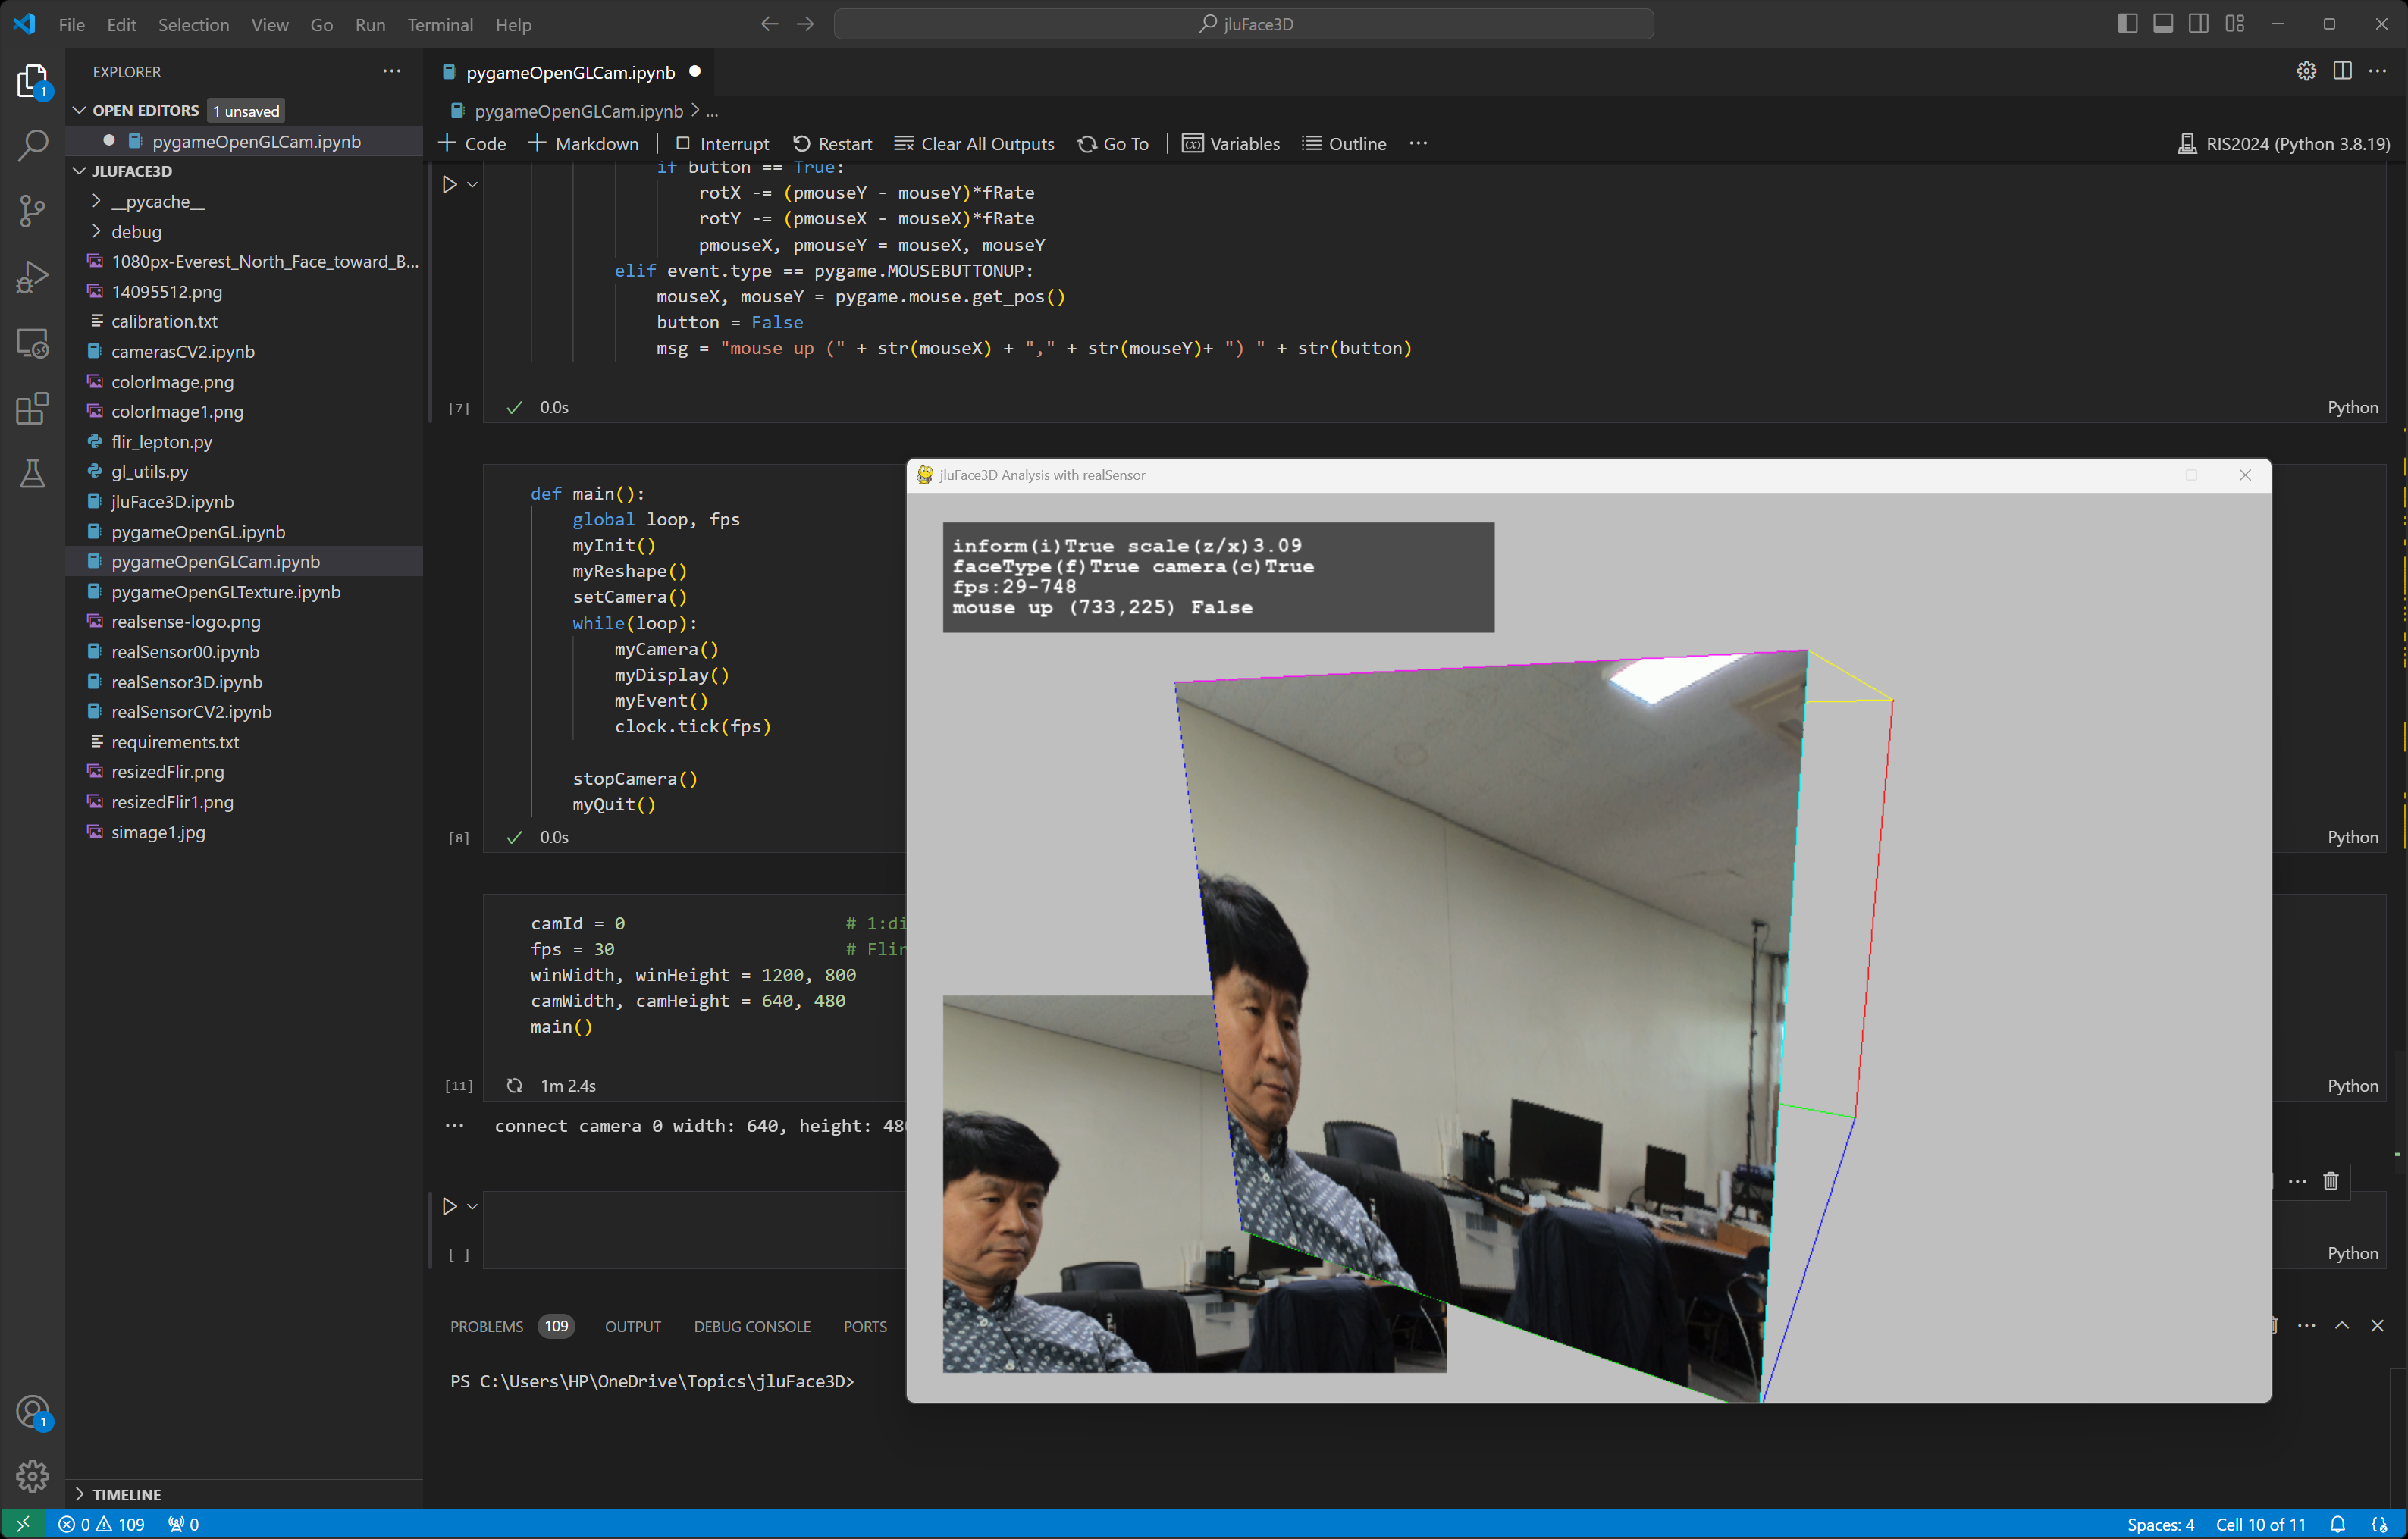 File Edit Selection View Go Run Terminal Help
jluFace3D
EXPLORER
OPEN EDITORS 1 unsaved
pygameOpenGLCam.ipynb
JLUFACE3D
__pycache__
debug
1080px-Everest_North_Face_toward_B...
14095512.png
calibration.txt
camerasCV2.ipynb
colorImage.png
colorImage1.png
flir_lepton.py
gl_utils.py
jluFace3D.ipynb
pygameOpenGL.ipynb
pygameOpenGLCam.ipynb
pygameOpenGLTexture.ipynb
realsense-logo.png
realSensor00.ipynb
realSensor3D.ipynb
realSensorCV2.ipynb
requirements.txt
resizedFlir.png
resizedFlir1.png
simage1.jpg
TIMELINE
pygameOpenGLCam.ipynb
pygameOpenGLCam.ipynb > ...
+ Code + Markdown | Interrupt Restart Clear All Outputs Go To | Variables Outline ...
RIS2024 (Python 3.8.19)
if button == True:
rotX -= (pmouseY - mouseY)*fRate
rotY -= (pmouseX - mouseX)*fRate
pmouseX, pmouseY = mouseX, mouseY
elif event.type == pygame.MOUSEBUTTONUP:
mouseX, mouseY = pygame.mouse.get_pos()
button = False
msg = "mouse up (" + str(mouseX) + "," + str(mouseY)+ ") " + str(button)
[7] 0.0s Python
def main():
global loop, fps
myInit()
myReshape()
setCamera()
while(loop):
myCamera()
myDisplay()
myEvent()
clock.tick(fps)
stopCamera()
myQuit()
[8] 0.0s Python
camId = 0 # 1:di
fps = 30 # Flir
winWidth, winHeight = 1200, 800
camWidth, camHeight = 640, 480
main()
[11] 1m 2.4s Python
... connect camera 0 width: 640, height: 48
[ ] Python
jluFace3D Analysis with realSensor
inform(i)True scale(z/x)3.09
faceType(f)True camera(c)True
fps:29-748
mouse up (733,225) False
PROBLEMS 109 OUTPUT DEBUG CONSOLE PORTS
PS C:\Users\HP\OneDrive\Topics\jluFace3D>
1
1
0 109 0
Spaces: 4 Cell 10 of 11